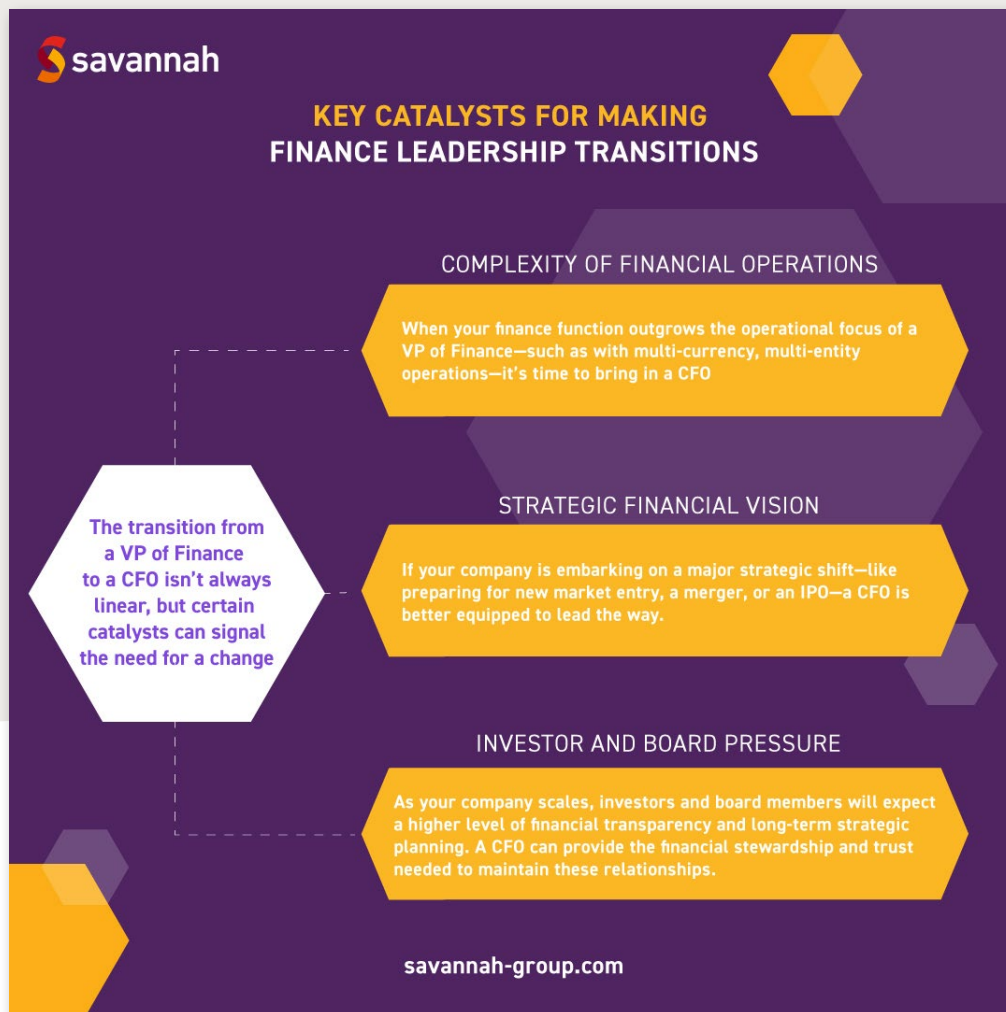 savannah
KEY CATALYSTS FOR MAKING
FINANCE LEADERSHIP TRANSITIONS
The transition from
a VP of Finance
to a CFO isn’t always
linear, but certain
catalysts can signal
the need for a change
COMPLEXITY OF FINANCIAL OPERATIONS
When your finance function outgrows the operational focus of a
VP of Finance—such as with multi-currency, multi-entity
operations—it’s time to bring in a CFO
STRATEGIC FINANCIAL VISION
If your company is embarking on a major strategic shift—like
preparing for new market entry, a merger, or an IPO—a CFO is
better equipped to lead the way.
INVESTOR AND BOARD PRESSURE
As your company scales, investors and board members will expect
a higher level of financial transparency and long-term strategic
planning. A CFO can provide the financial stewardship and trust
needed to maintain these relationships.
savannah-group.com